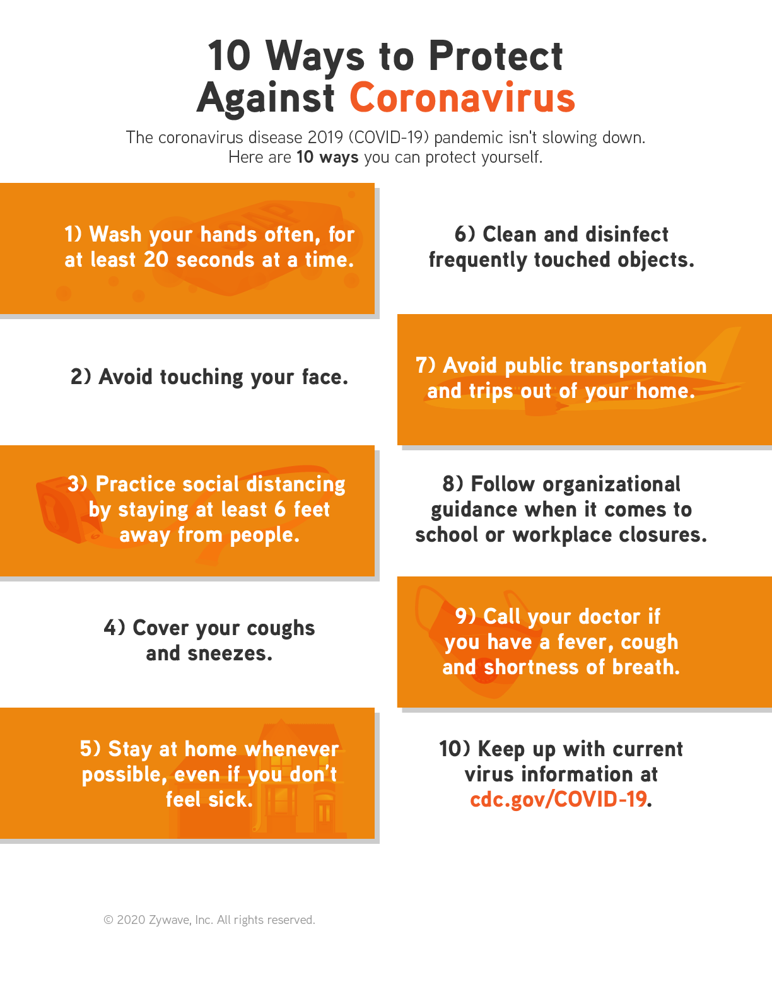 10 Ways to Protect
Against Coronavirus
The coronavirus disease 2019 (COVID-19) pandemic isn't slowing down.
Here are 10 ways you can protect yourself.
SOAP
1) Wash your hands often, for
at least 20 seconds at a time.
2) Avoid touching your face.
3) Practice social distancing
by staying at least 6 feet
away from people.
6
4) Cover your coughs
and sneezes.
5) Stay at home whenever
possible, even if you don’t
feel sick.
6) Clean and disinfect
frequently touched objects.
7) Avoid public transportation
and trips out of your home.
8) Follow organizational
guidance when it comes to
school or workplace closures.
9) Call your doctor if
you have a fever, cough
and shortness of breath.
10) Keep up with current
virus information at
cdc.gov/COVID-19.
© 2020 Zywave, Inc. All rights reserved.